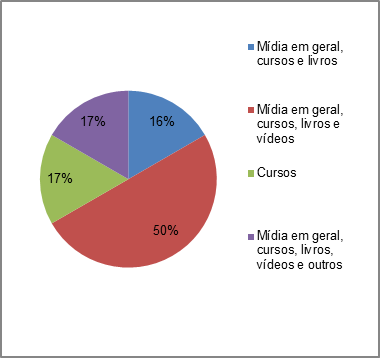 Mídia em geral,
cursos e livros
17%
16%
Mídia em geral,
cursos, livros e
vídeos
17%
Cursos
50%
Mídia em geral,
cursos, livros,
vídeos e outros